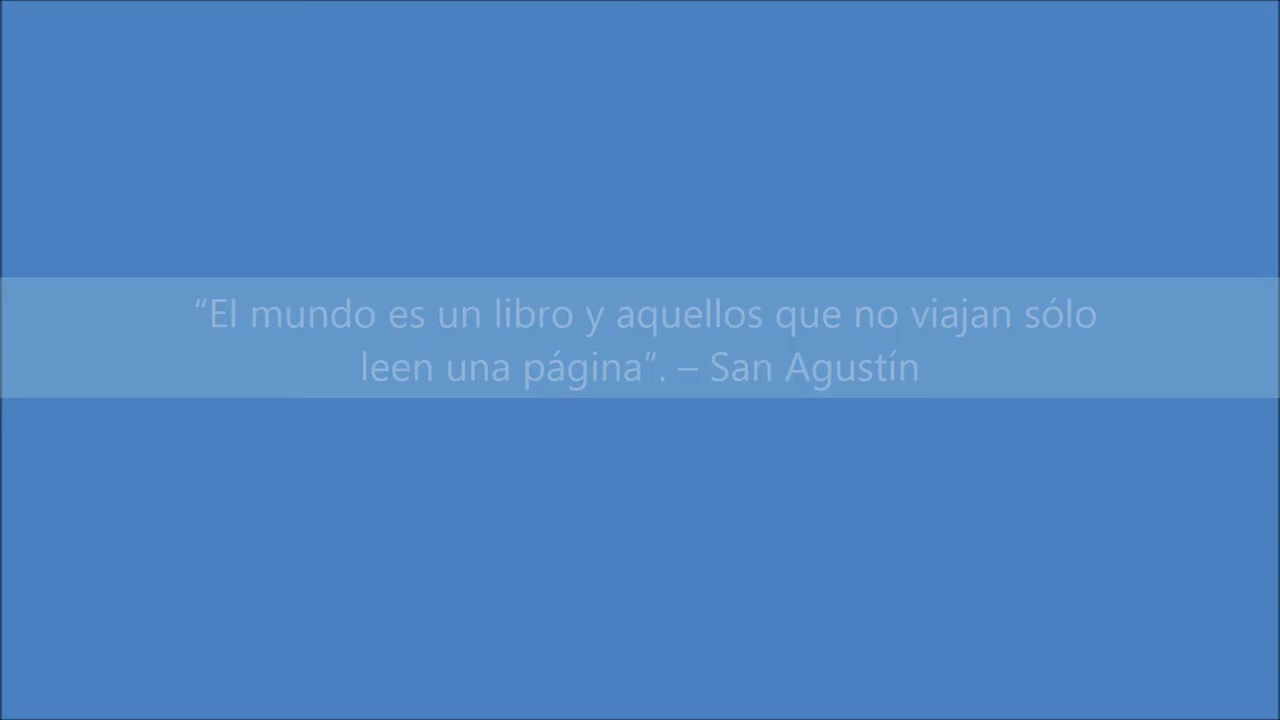 “El mundo es un libro y aquellos que no viajan sólo
leen una página”. – San Agustín